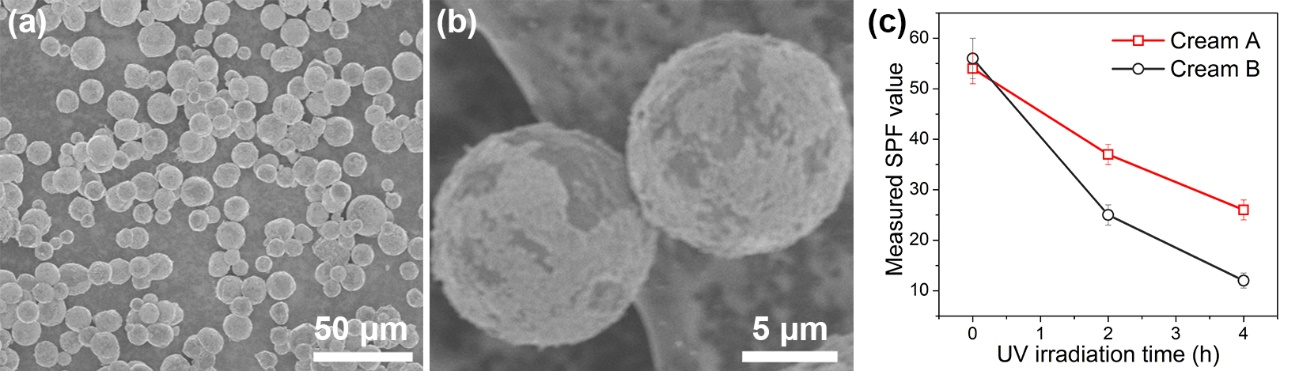 (a)
50 µm
(b)
5 µm
(c)
Measured SPF value
60
50
40
30
20
10
Cream A
Cream B
0 1 2 3 4
UV irradiation time (h)